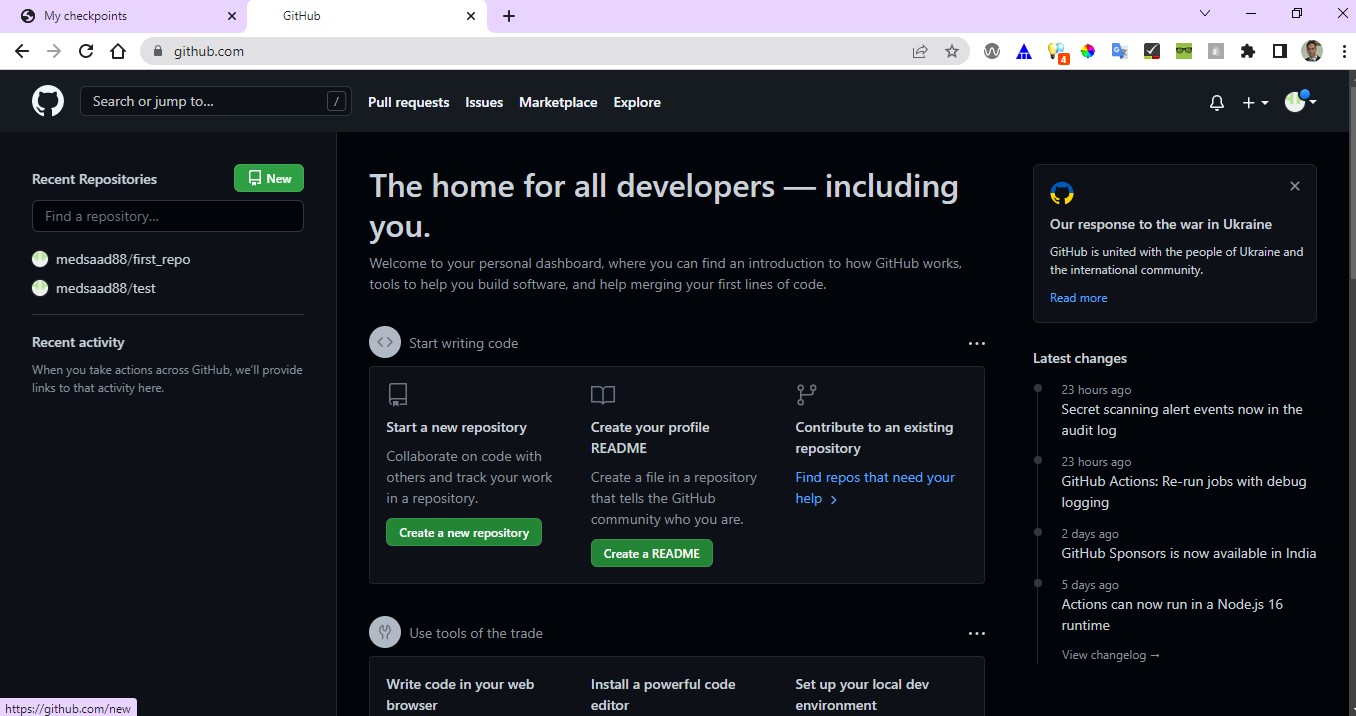 My checkpoints
GitHub
github.com
4
Search or jump to...
/
Pull requests
Issues
Marketplace
Explore
Recent Repositories
New
Find a repository...
medsaad88/first_repo
medsaad88/test
Recent activity
When you take actions across GitHub, we'll provide
links to that activity here.
The home for all developers — including
you.
Welcome to your personal dashboard, where you can find an introduction to how GitHub works,
tools to help you build software, and help merging your first lines of code.
Start writing code
Start a new repository
Collaborate on code with
others and track your work
in a repository.
Create a new repository
Create your profile
README
Create a file in a repository
that tells the GitHub
community who you are.
Create a README
Contribute to an existing
repository
Find repos that need your
help
Use tools of the trade
Write code in your web
browser
Install a powerful code
editor
Set up your local dev
environment
Our response to the war in Ukraine
GitHub is united with the people of Ukraine and
the international community.
Read more
Latest changes
23 hours ago
Secret scanning alert events now in the
audit log
23 hours ago
GitHub Actions: Re-run jobs with debug
logging
2 days ago
GitHub Sponsors is now available in India
5 days ago
Actions can now run in a Node.js 16
runtime
View changelog →
https://github.com/new